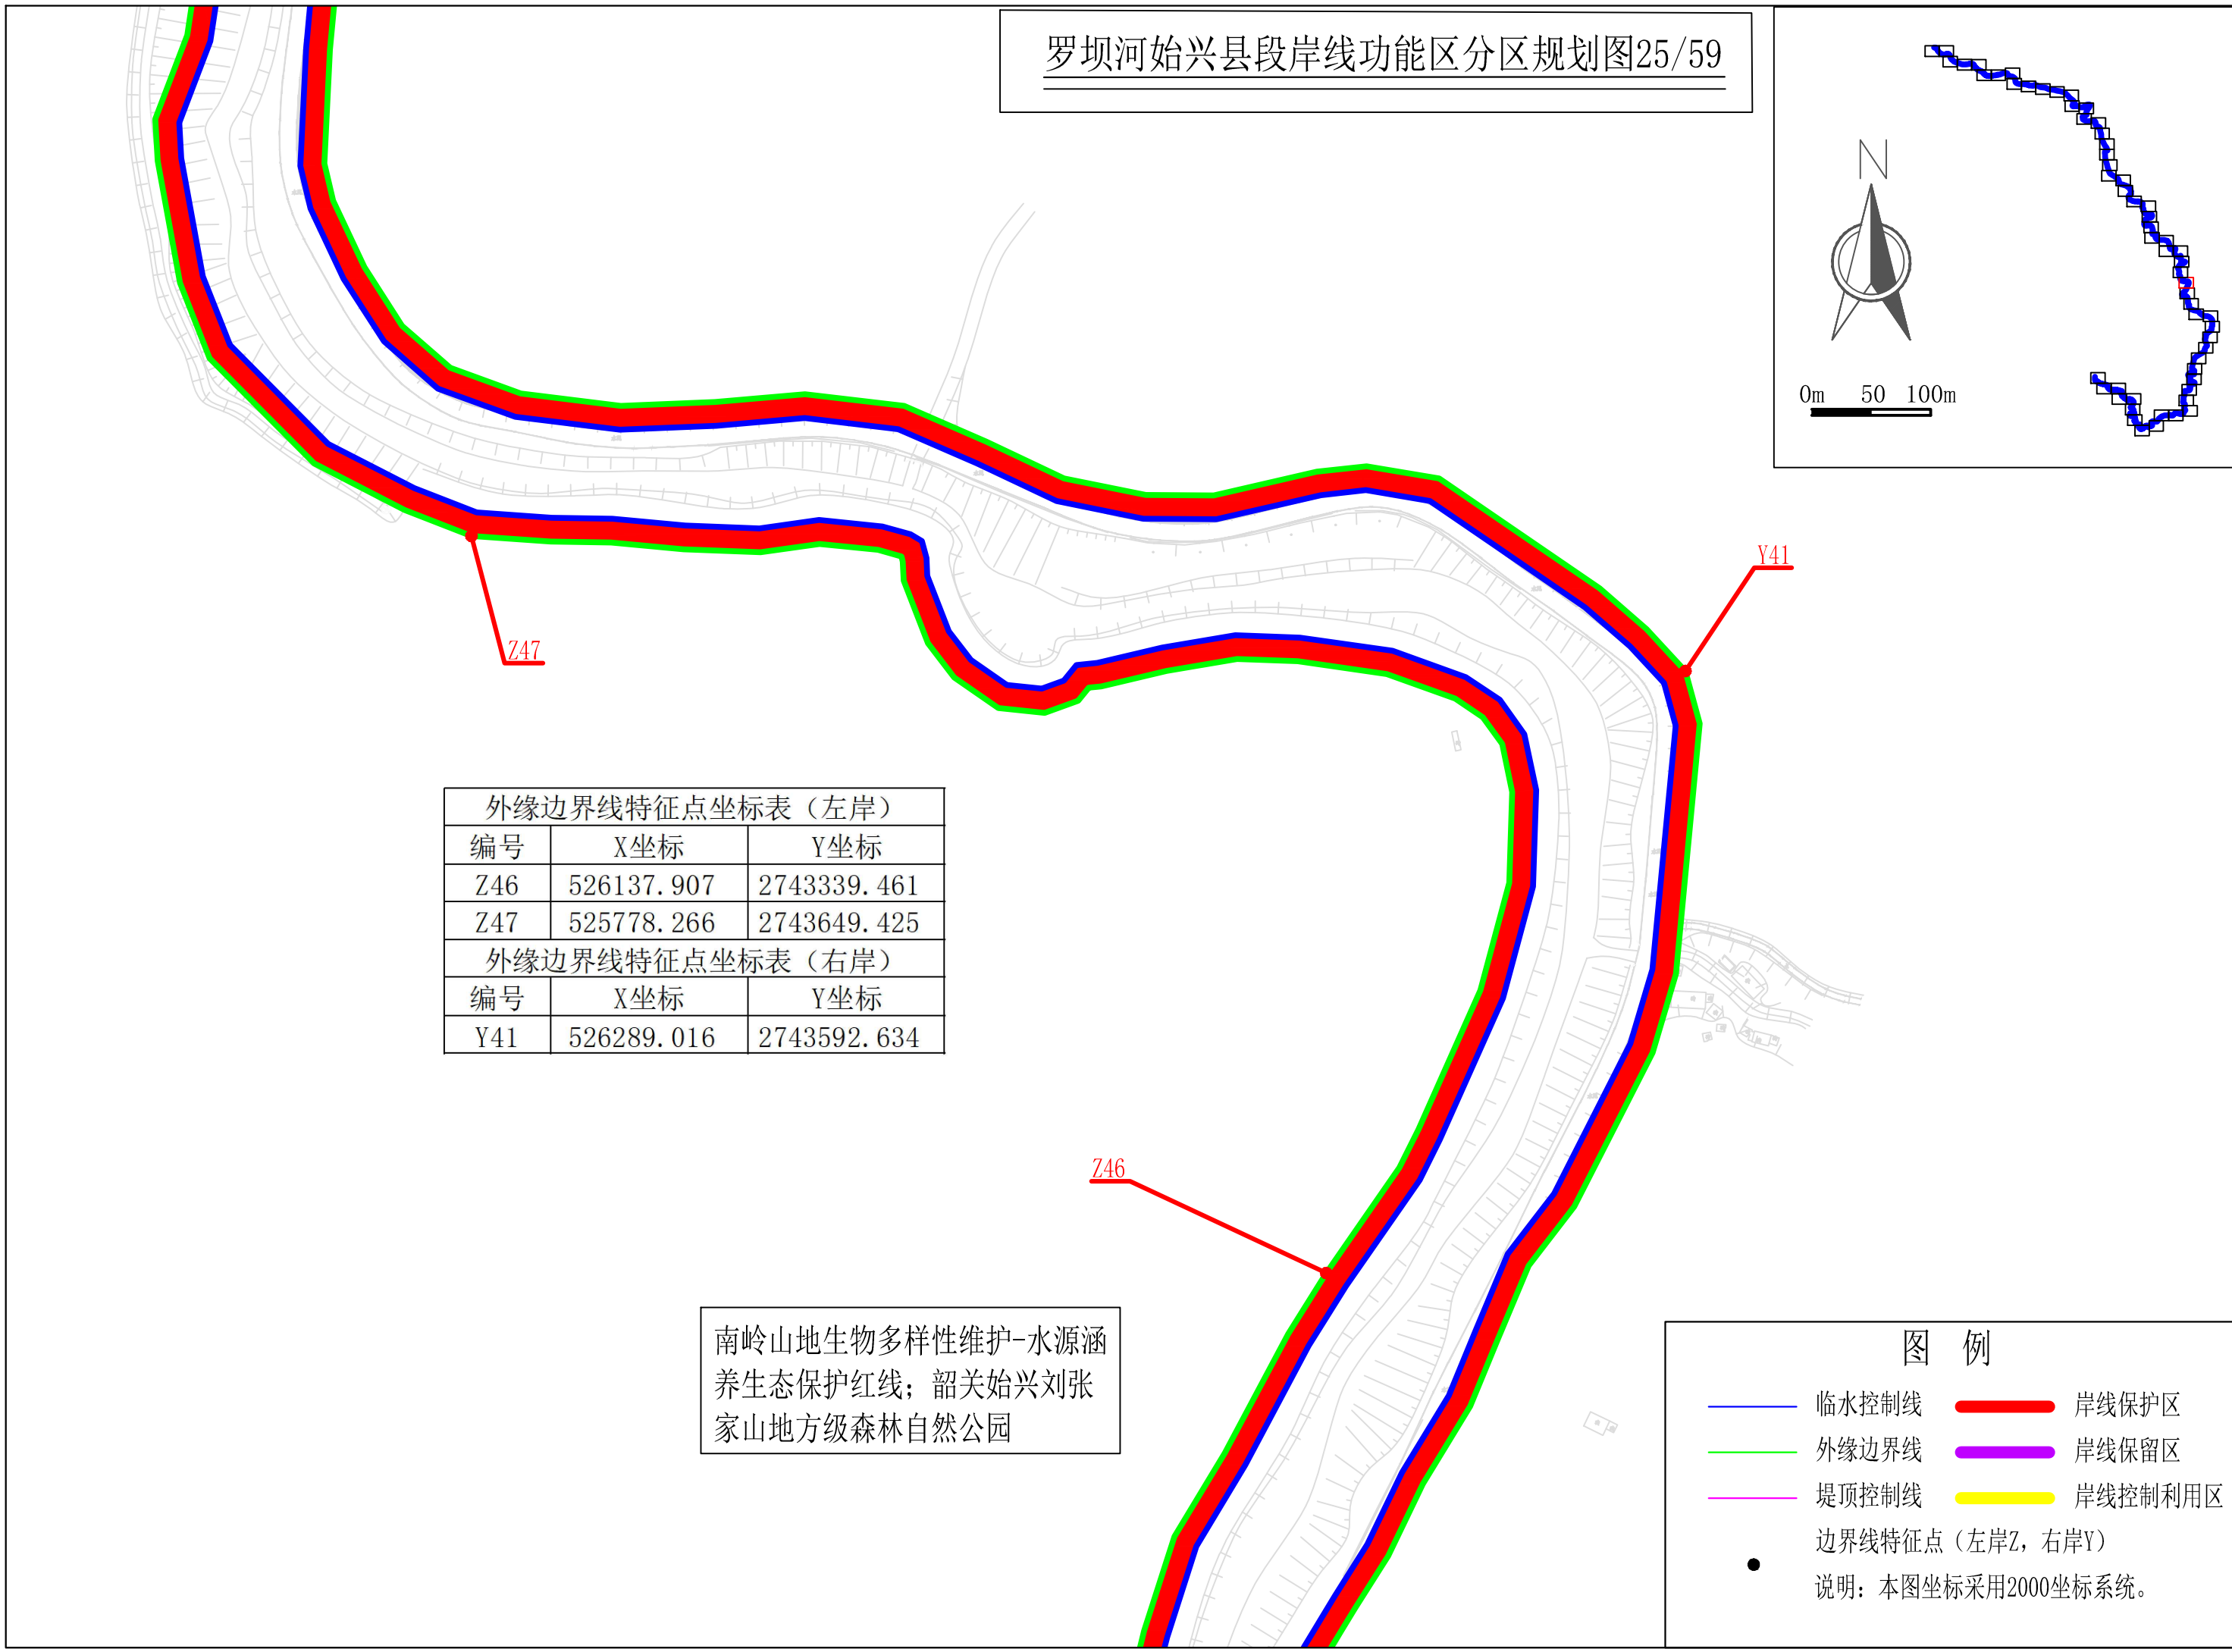 罗坝河始兴县段岸线功能区分区规划图25/59
N
0m 50 100m
Y41
Z47
外缘边界线特征点坐标表（左岸）
编号 X坐标 Y坐标
Z46 526137.907 2743339.461
Z47 525778.266 2743649.425
外缘边界线特征点坐标表（右岸）
编号 X坐标 Y坐标
Y41 526289.016 2743592.634
Z46
南岭山地生物多样性维护-水源涵
养生态保护红线；韶关始兴刘张
家山地方级森林自然公园
图 例
临水控制线 岸线保护区
外缘边界线 岸线保留区
堤顶控制线 岸线控制利用区
边界线特征点（左岸Z，右岸Y）
说明：本图坐标采用2000坐标系统。